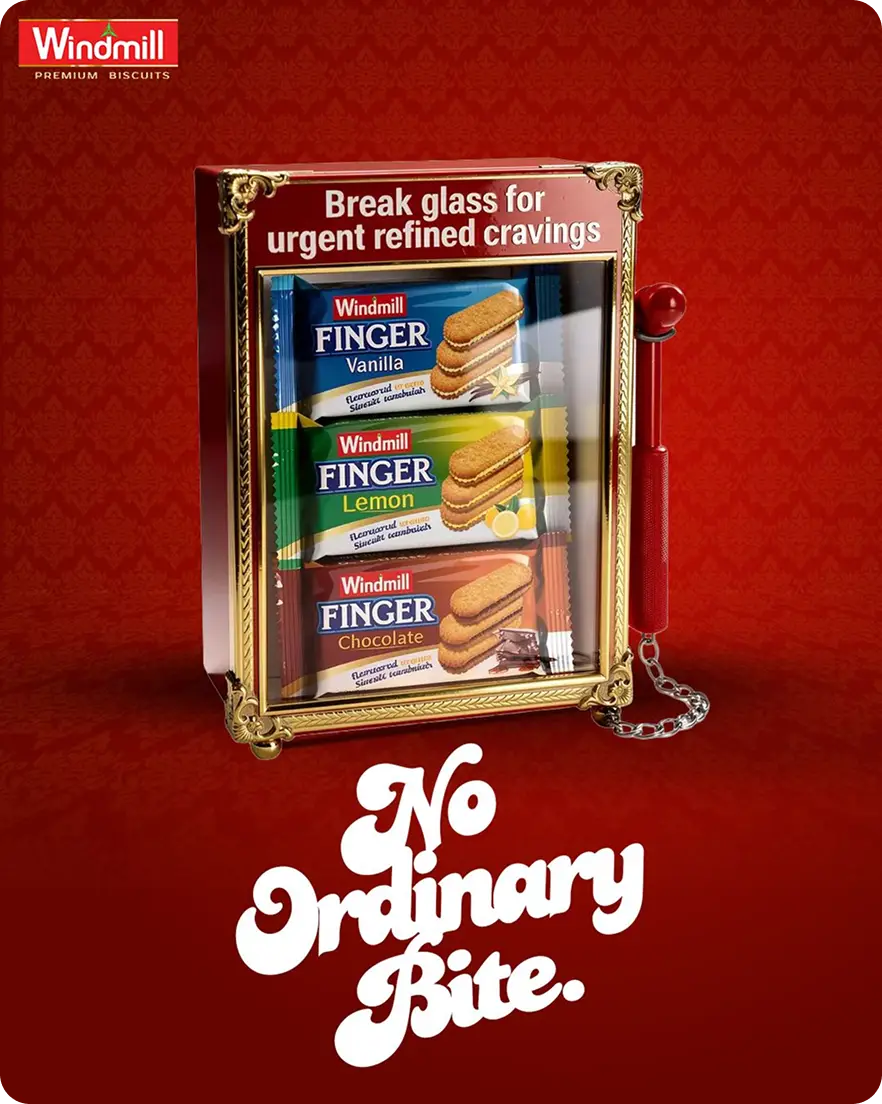 Windmill
PREMIUM BISCUITS
Break glass for
urgent refined cravings
Windmill
FINGER
Vanilla
Windmill
FINGER
Lemon
Windmill
FINGER
Chocolate
No
Ordinary
Bite.